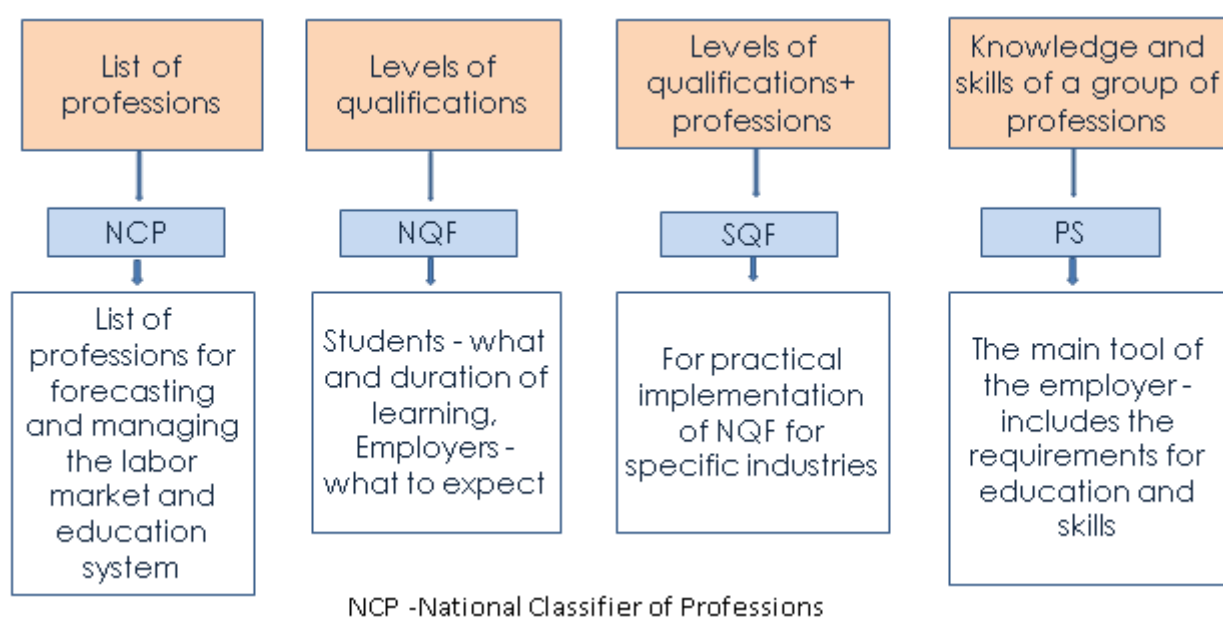 List of
professions
Levels of
qualifications
Levels of
qualifications+
professions
Knowledge and
skills of a group of
professions
NCP
NQF
SQF
PS
List of
professions for
forecasting
and managing
the labor
market and
education
system
Students - what
and duration of
learning,
Employers -
what to expect
For practical
implementation
of NQF for
specific industries
The main tool of
the employer -
includes the
requirements for
education and
skills
NCP -National Classifier of Professions